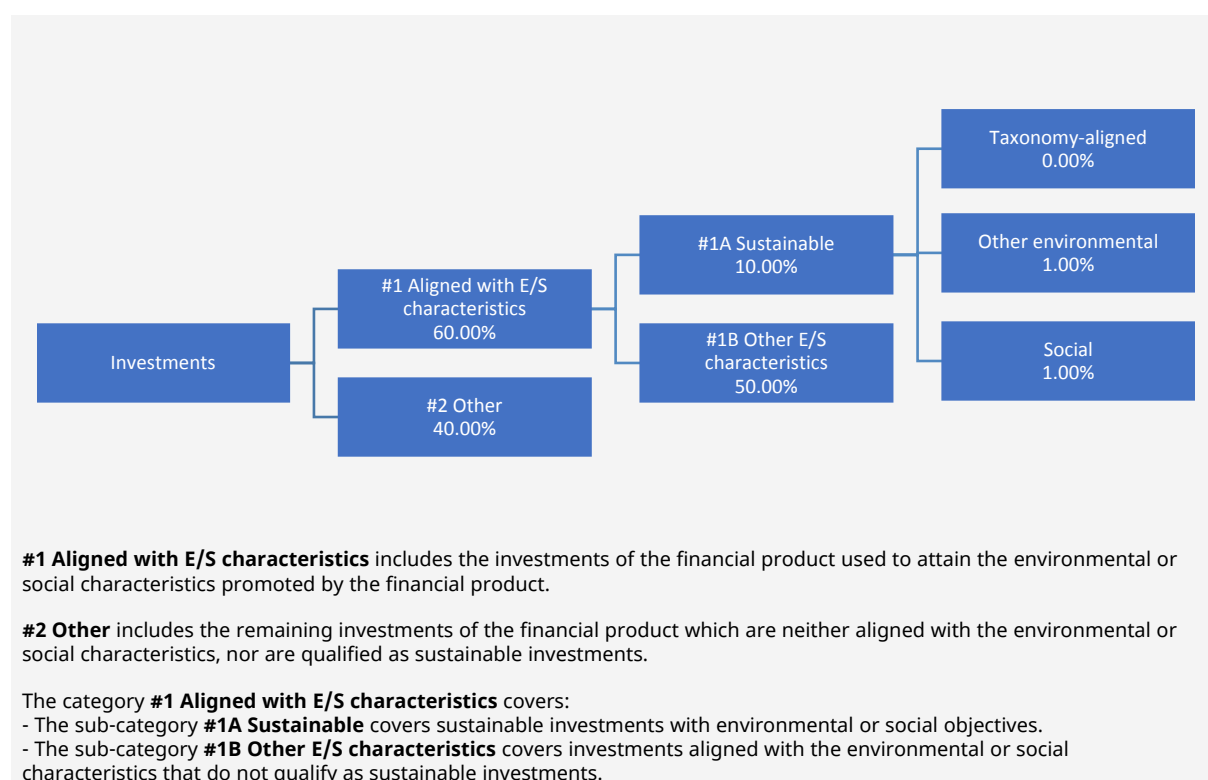 Investments
#1 Aligned with E/S
characteristics
60.00%
#2 Other
40.00%
#1A Sustainable
10.00%
#1B Other E/S
characteristics
50.00%
Taxonomy-aligned
0.00%
Other environmental
1.00%
Social
1.00%
#1 Aligned with E/S characteristics includes the investments of the financial product used to attain the environmental or
social characteristics promoted by the financial product.
#2 Other includes the remaining investments of the financial product which are neither aligned with the environmental or
social characteristics, nor are qualified as sustainable investments.
The category #1 Aligned with E/S characteristics covers:
- The sub-category #1A Sustainable covers sustainable investments with environmental or social objectives.
- The sub-category #1B Other E/S characteristics covers investments aligned with the environmental or social
characteristics that do not qualify as sustainable investments.